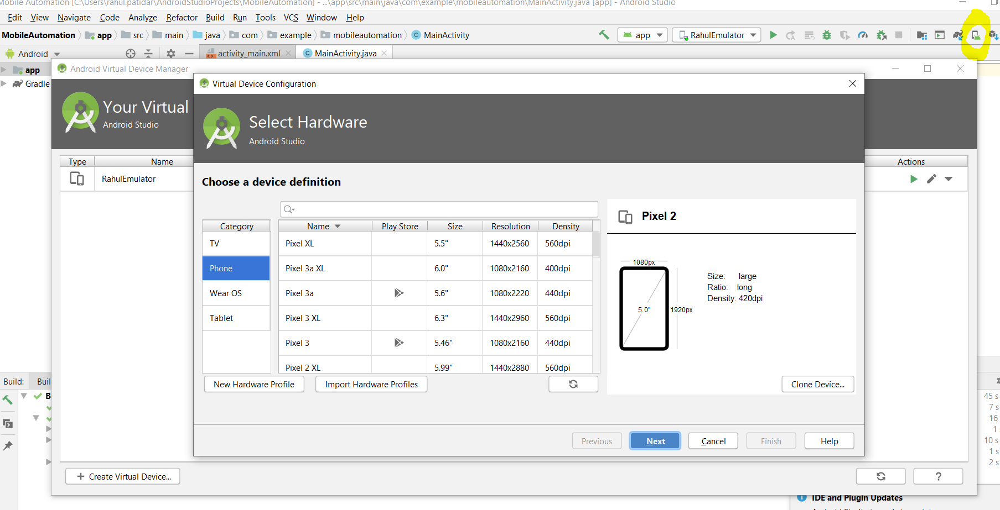 Mobile Automation [C:\Users\rahul.patidar\AndroidStudioProjects\MobileAutomation] - ...\app\src\main\java\com\example\mobileautomation\MainActivity.java [app] - Android Studio
Edit View Navigate Code Analyze Refactor Build Run Tools VCS Window Help
MobileAutomation app src main java com example mobileautomation MainActivity app RahulEmulator
Android activity_main.xml MainActivity.java
app
Gradle
Android Virtual Device Manager
Your Virtual
Android Studio
Type Name Actions
RahulEmulator
Virtual Device Configuration
Select Hardware
Android Studio
Choose a device definition
Category
TV
Phone
Wear OS
Tablet
Name Play Store Size Resolution Density
Pixel XL 5.5" 1440x2560 560dpi
Pixel 3a XL 6.0" 1080x2160 400dpi
Pixel 3a 5.6" 1080x2220 440dpi
Pixel 3 XL 6.3" 1440x2960 560dpi
Pixel 3 5.46" 1080x2160 440dpi
Pixel 2 XL 5.99" 1440x2880 560dpi
Pixel 2
1080px
5.0"
1920px
Size: large
Ratio: long
Density: 420dpi
New Hardware Profile Import Hardware Profiles Clone Device...
Previous Next Cancel Finish Help
Build: Buil
B
45 s
7 s
16
1
10 s
1 s
2 s
+ Create Virtual Device... ?
IDE and Plugin Updates